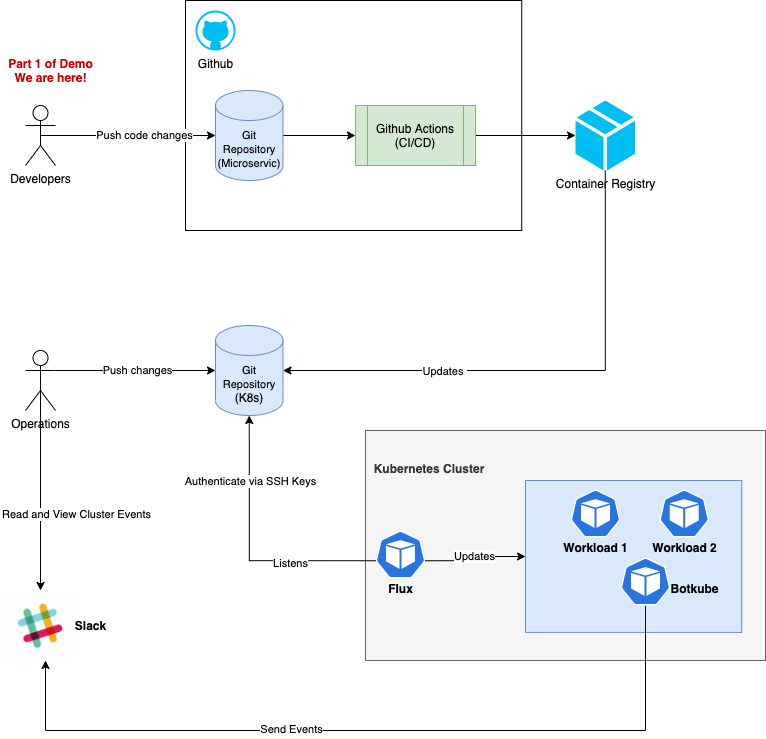 Part 1 of Demo
We are here!
Github
Push code changes
Git
Repository
(Microservic)
Github Actions
(CI/CD)
Developers
Container Registry
Push changes
Git
Repository
(K8s)
Updates
Operations
Authenticate via SSH Keys
Kubernetes Cluster
Read and View Cluster Events
Workload 1
Workload 2
Listens
Updates
Flux
Botkube
Slack
Send Events